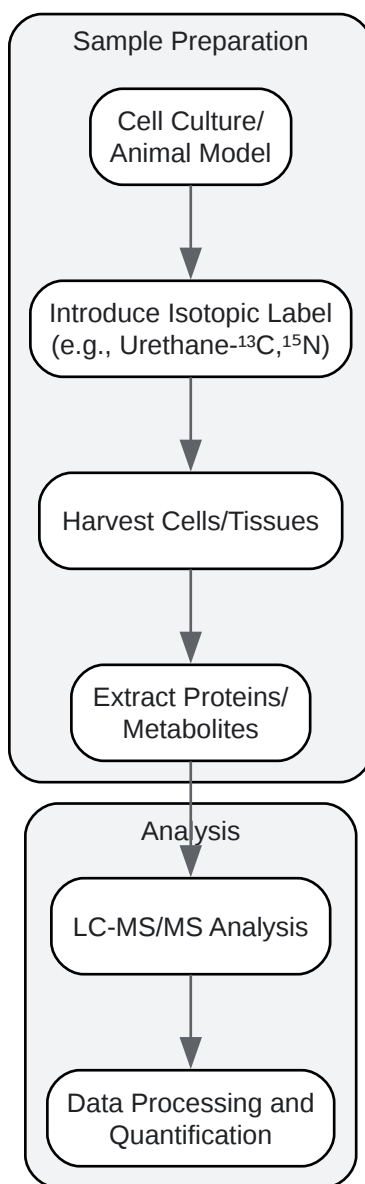 Sample Preparation
Cell Culture/
Animal Model
Introduce Isotopic Label
(e.g., Urethane-¹³C,¹⁵N)
Harvest Cells/Tissues
Extract Proteins/
Metabolites
Analysis
LC-MS/MS Analysis
Data Processing and
Quantification